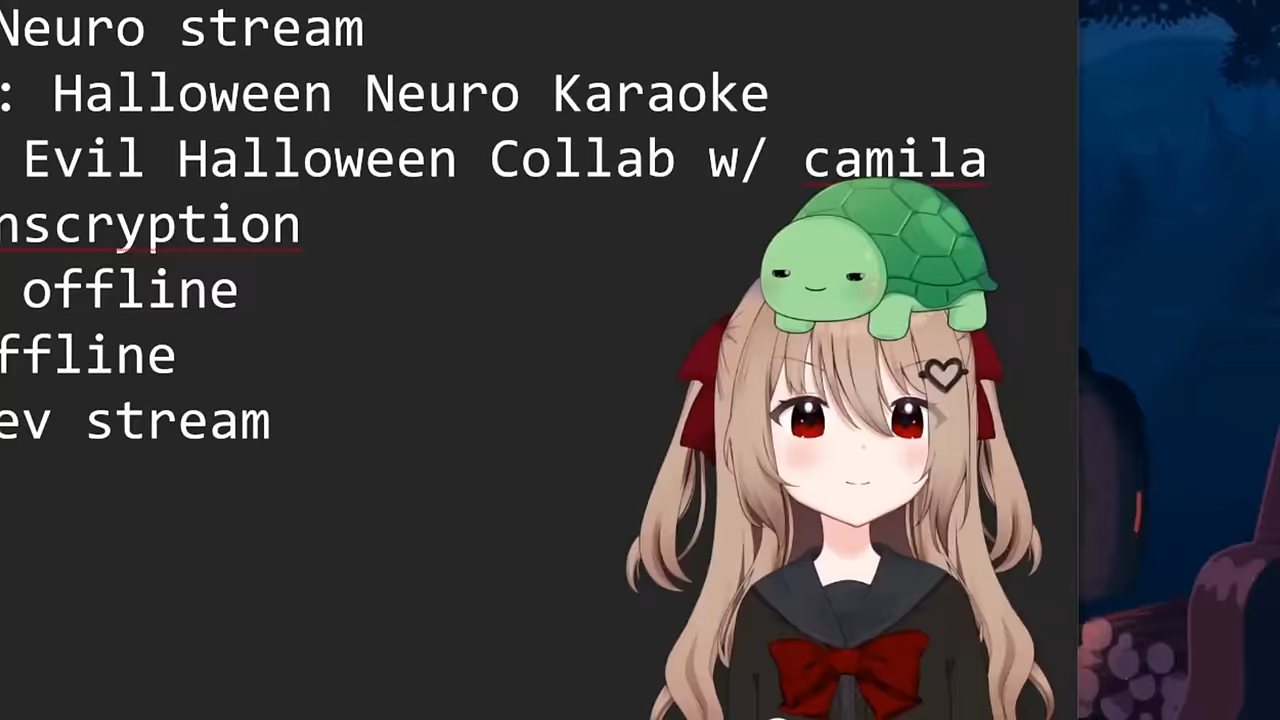 Neuro stream
: Halloween Neuro Karaoke
Evil Halloween Collab w/ camila
nscryption
offline
ffline
ev stream